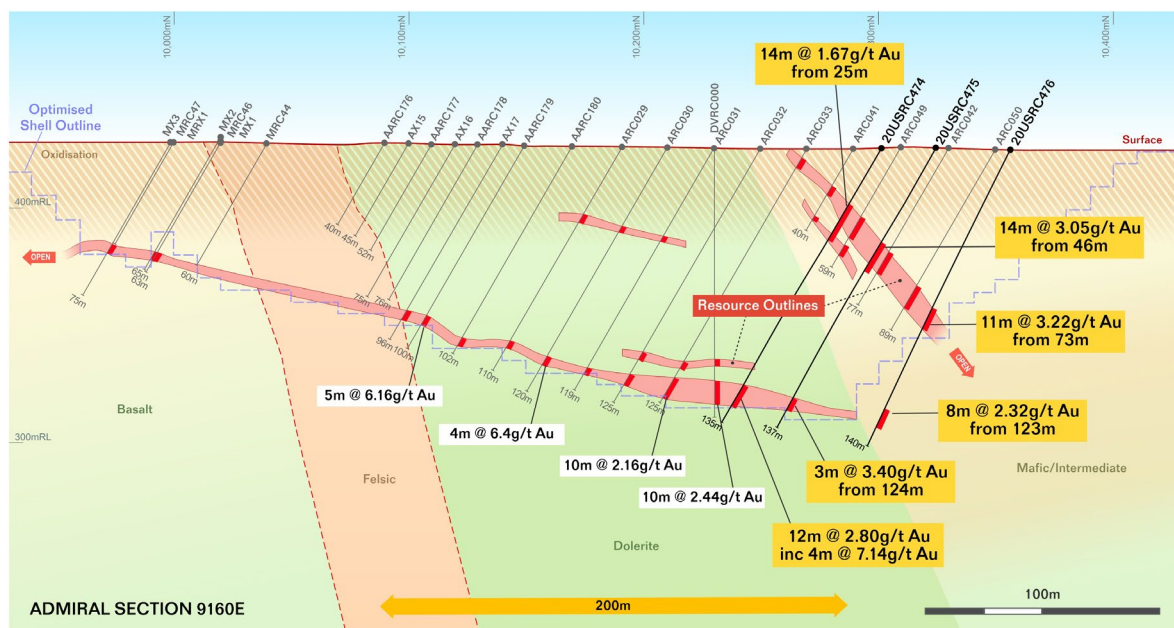 10,000mN
10,100mN
10,200mN
10,400mN
14m @ 1.67g/t Au
from 25m
Optimised
Shell Outline
MX3
MRC47
MRX1
MX2
MRC46
MX1
MRC44
AARC176
AX15
AARC177
AX16
AARC178
AX17
AARC179
AARC180
ARC029
ARC030
DVRC000
ARC031
ARC032
ARC033
ARC041
20USRC474
ARC049
20USRC475
ARC042
ARC050
20USRC476
Surface
Oxidisation
400mRL
OPEN
40m
45m
52m
40m
14m @ 3.05g/t Au
from 46m
65m
63m
60m
75m
75m
76m
59m
77m
89m
Resource Outlines
11m @ 3.22g/t Au
from 73m
96m
100m
102m
110m
120m
119m
125m
125m
135m
137m
140m
OPEN
5m @ 6.16g/t Au
Basalt
8m @ 2.32g/t Au
from 123m
4m @ 6.4g/t Au
300mRL
10m @ 2.16g/t Au
Felsic
3m @ 3.40g/t Au
from 124m
Mafic/Intermediate
10m @ 2.44g/t Au
12m @ 2.80g/t Au
inc 4m @ 7.14g/t Au
Dolerite
ADMIRAL SECTION 9160E
200m
100m